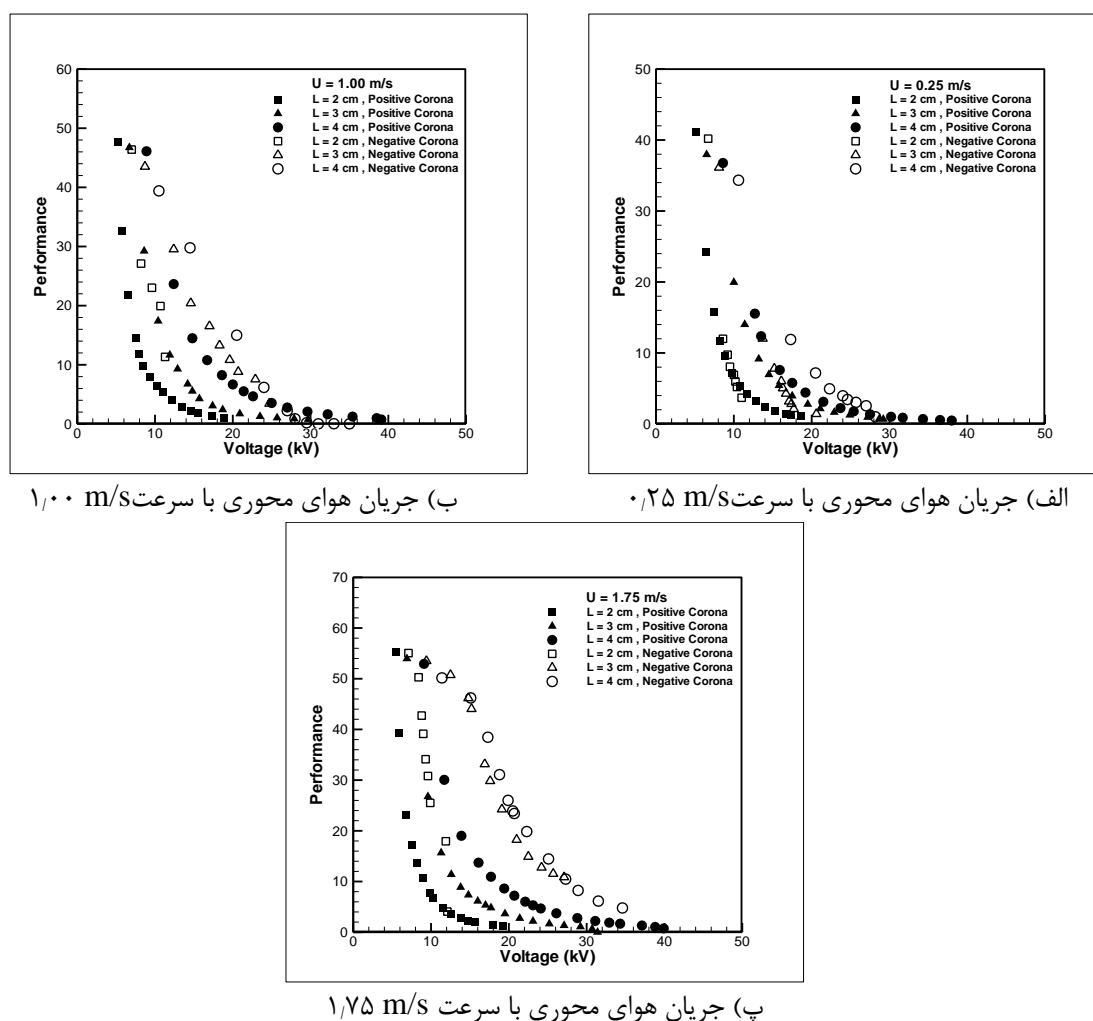 60
50
40
30
20
10
0
0
10
20
30
40
50
Performance
Voltage (kV)
U = 1.00 m/s
L = 2 cm , Positive Corona
L = 3 cm , Positive Corona
L = 4 cm , Positive Corona
L = 2 cm , Negative Corona
L = 3 cm , Negative Corona
L = 4 cm , Negative Corona
50
40
30
20
10
0
0
10
20
30
40
50
Performance
Voltage (kV)
U = 0.25 m/s
L = 2 cm , Positive Corona
L = 3 cm , Positive Corona
L = 4 cm , Positive Corona
L = 2 cm , Negative Corona
L = 3 cm , Negative Corona
L = 4 cm , Negative Corona
الف) جریان هوای محوری با سرعت ۰٫۲۵ m/s
ب) جریان هوای محوری با سرعت ۱٫۰۰ m/s
70
60
50
40
30
20
10
0
0
10
20
30
40
50
Performance
Voltage (kV)
U = 1.75 m/s
L = 2 cm , Positive Corona
L = 3 cm , Positive Corona
L = 4 cm , Positive Corona
L = 2 cm , Negative Corona
L = 3 cm , Negative Corona
L = 4 cm , Negative Corona
پ) جریان هوای محوری با سرعت ۱٫۷۵ m/s